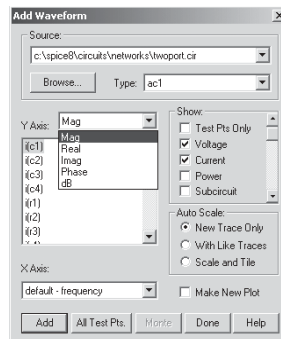 Add Waveform
Source:
c:\spice8\circuits\networks\twoport.cir
Browse... Type: ac1
Y Axis: Mag
Mag
Real
Imag
Phase
dB
i(c1)
i(c2)
i(c3)
i(c4)
i(r1)
i(r2)
i(r3)
Show:
Test Pts Only
Voltage
Current
Power
Subcircuit
Auto Scale:
New Trace Only
With Like Traces
Scale and Tile
X Axis:
default - frequency
Make New Plot
Add All Test Pts. Monte Done Help